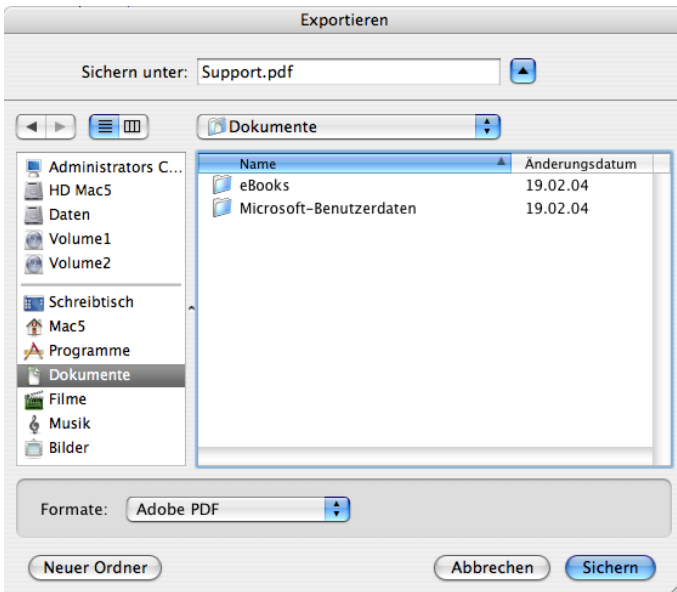 Exportieren
Sichern unter: Support.pdf
Dokumente
Administrators C...
HD Mac5
Daten
Volume1
Volume2
Schreibtisch
Mac5
Programme
Dokumente
Filme
Musik
Bilder
Name Änderungsdatum
eBooks 19.02.04
Microsoft-Benutzerdaten 19.02.04
Formate: Adobe PDF
Neuer Ordner Abbrechen Sichern